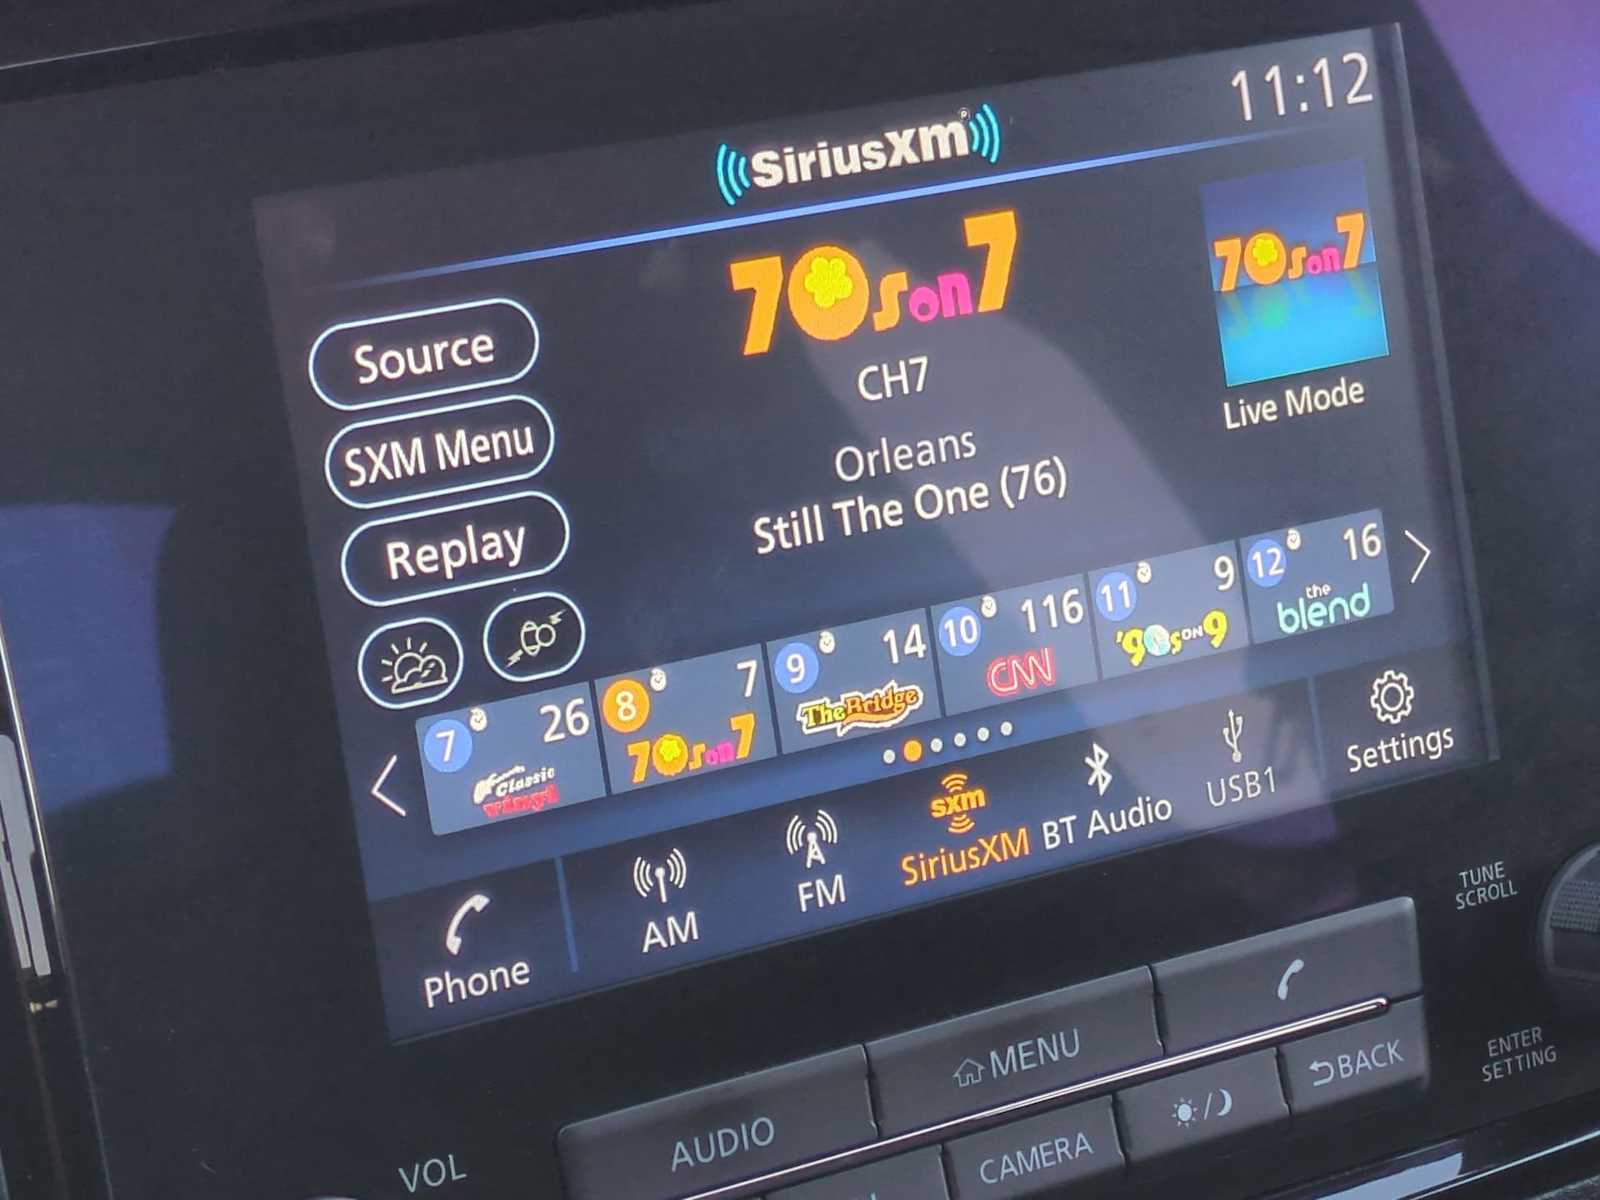 11:12
SiriusXM
70s on 7
70s on 7
Source
CH7
Live Mode
SXM Menu
Orleans
Still The One (76)
Replay
7 26
Classic
Vinyl
8 7
70s on 7
9 14
The Bridge
10 116
CNN
11 9
'90s ON 9
12 16
the
blend
Phone
AM
FM
sxm
SiriusXM
BT Audio
USB1
Settings
TUNE
SCROLL
MENU
BACK
ENTER
SETTING
AUDIO
CAMERA
VOL